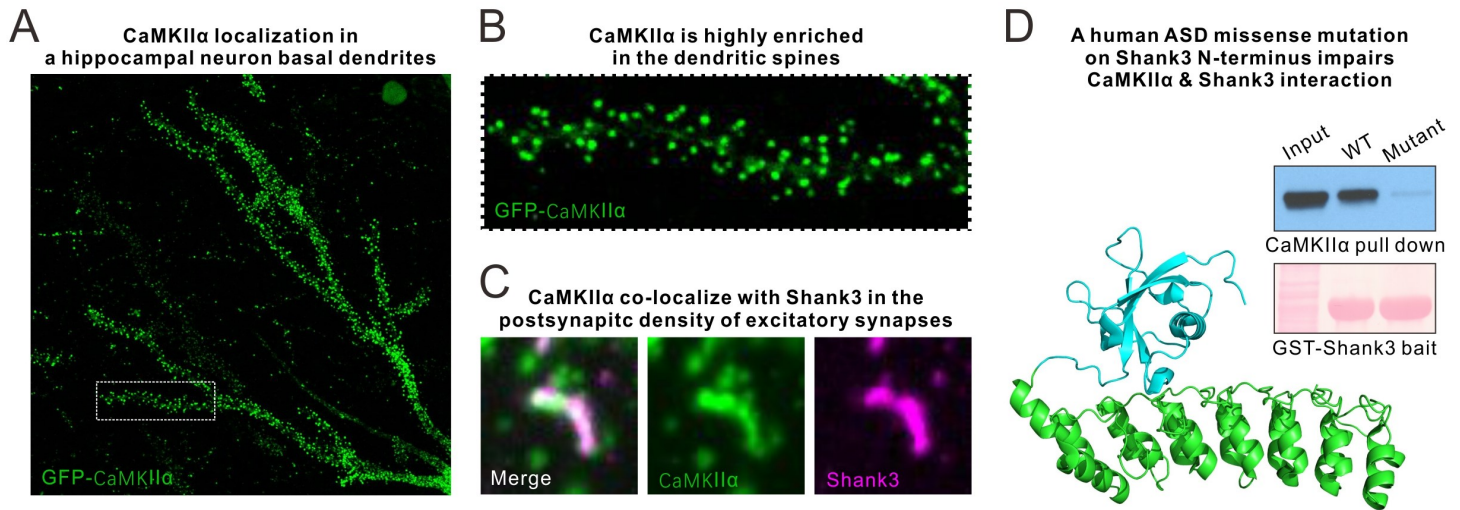 A
CaMKIIα localization in
a hippocampal neuron basal dendrites
GFP-CaMKIIα
B
CaMKIIα is highly enriched
in the dendritic spines
GFP-CaMKIIα
C
CaMKIIα co-localize with Shank3 in the
postsynapitc density of excitatory synapses
Merge
CaMKIIα
Shank3
D
A human ASD missense mutation
on Shank3 N-terminus impairs
CaMKIIα & Shank3 interaction
Input WT Mutant
CaMKIIα pull down
GST-Shank3 bait